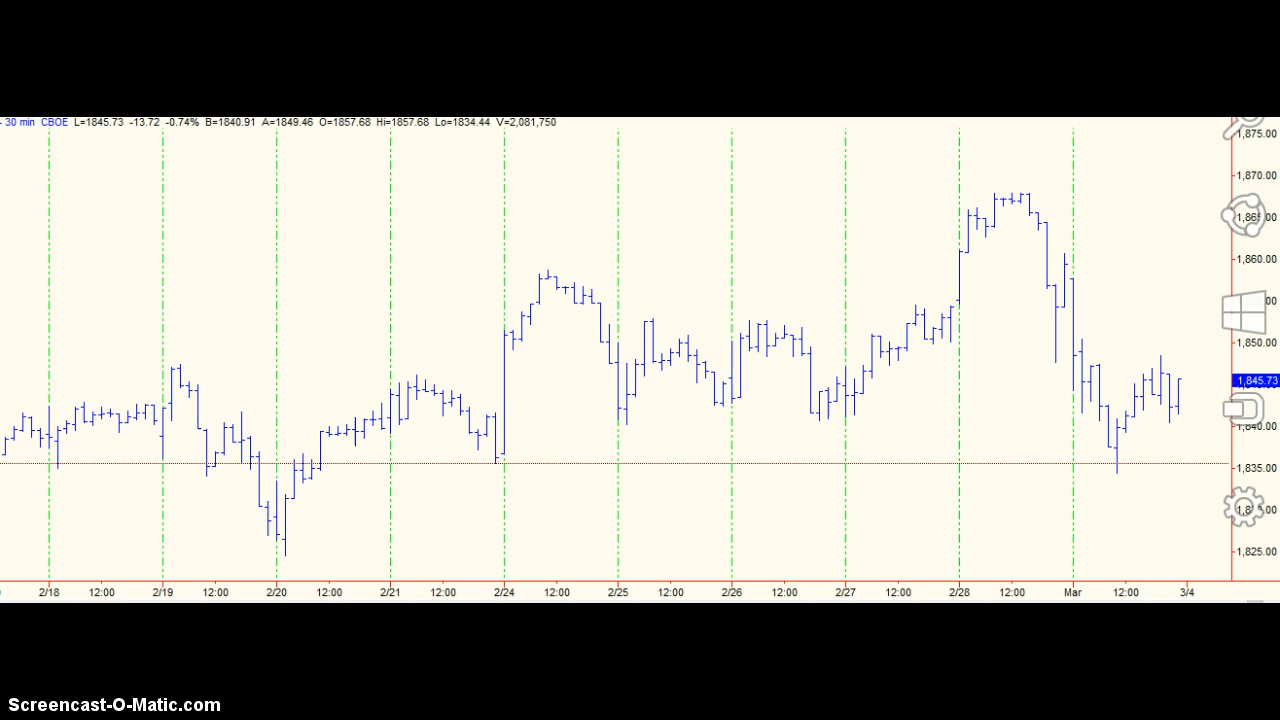 - 30 min CBOE L=1845.73 -13.72 -0.74% B=1840.91 A=1849.46 O=1857.68 Hi=1857.68 Lo=1834.44 V=2,081,750
1,875.00
1,870.00
1,860.00
1,850.00
1,845.73
1,840.00
1,835.00
1,825.00
2/18 12:00 2/19 12:00 2/20 12:00 2/21 12:00 2/24 12:00 2/25 12:00 2/26 12:00 2/27 12:00 2/28 12:00 Mar 12:00 3/4
Screencast-O-Matic.com